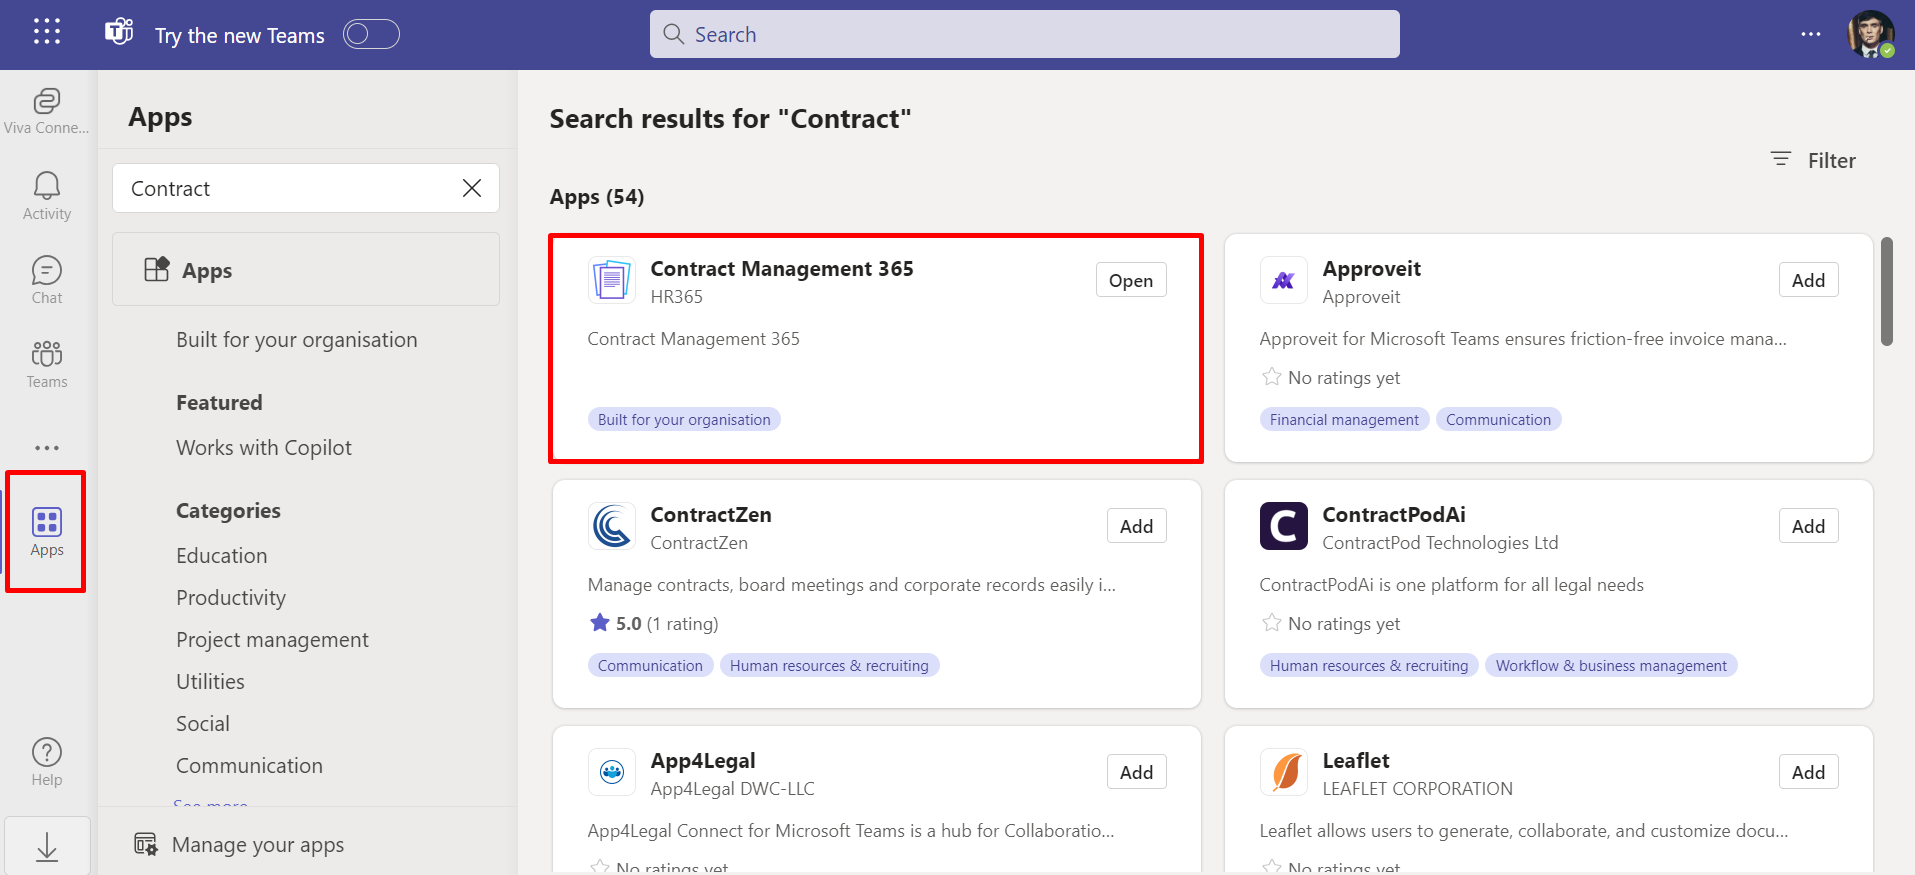 Try the new Teams
Search
Viva Conne...
Activity
Chat
Teams
Apps
Help
Apps
Contract
Apps
Built for your organisation
Featured
Works with Copilot
Categories
Education
Productivity
Project management
Utilities
Social
Communication
See more
Manage your apps
Search results for "Contract"
Filter
Apps (54)
Contract Management 365
HR365
Open
Contract Management 365
Built for your organisation
Approveit
Approveit
Add
Approveit for Microsoft Teams ensures friction-free invoice mana...
No ratings yet
Financial management Communication
ContractZen
ContractZen
Add
Manage contracts, board meetings and corporate records easily i...
5.0 (1 rating)
Communication Human resources & recruiting
ContractPodAi
ContractPod Technologies Ltd
Add
ContractPodAi is one platform for all legal needs
No ratings yet
Human resources & recruiting Workflow & business management
App4Legal
App4Legal DWC-LLC
Add
App4Legal Connect for Microsoft Teams is a hub for Collaboratio...
No ratings yet
Leaflet
LEAFLET CORPORATION
Add
Leaflet allows users to generate, collaborate, and customize docu...
No ratings yet